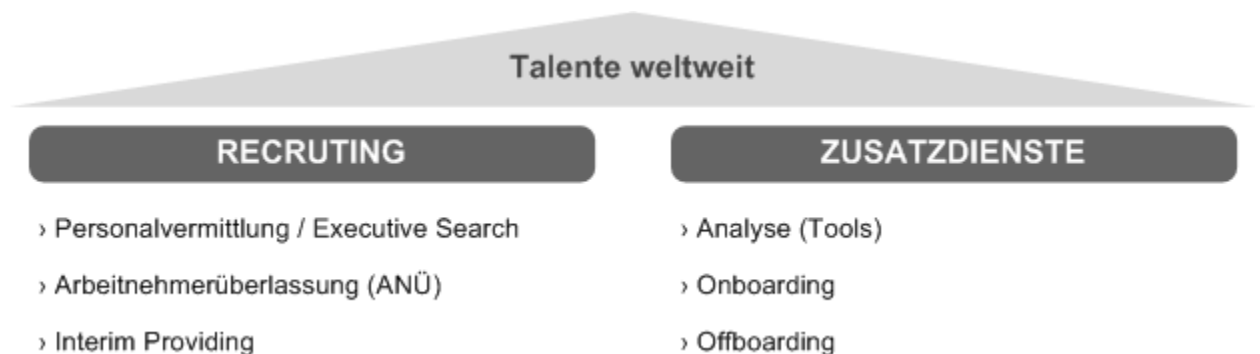 Talente weltweit
RECRUTING
› Personalvermittlung / Executive Search
› Arbeitnehmerüberlassung (ANÜ)
› Interim Providing
ZUSATZDIENSTE
› Analyse (Tools)
› Onboarding
› Offboarding